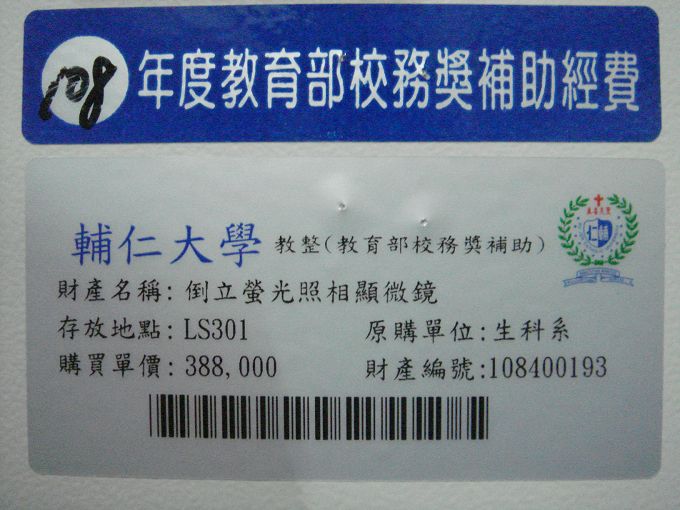 108 年度教育部校務獎補助經費
輔仁大學 教整(教育部校務獎補助)
財產名稱: 倒立螢光照相顯微鏡
存放地點: LS301 原購單位: 生科系
購買單價: 388,000 財產編號:108400193